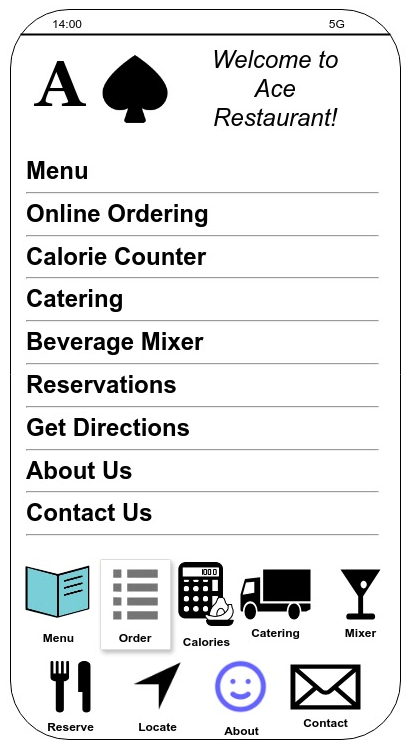 14:00 5G
A
Welcome to
Ace
Restaurant!
Menu
Online Ordering
Calorie Counter
Catering
Beverage Mixer
Reservations
Get Directions
About Us
Contact Us
1000
Menu Order Calories Catering Mixer
Reserve Locate About Contact